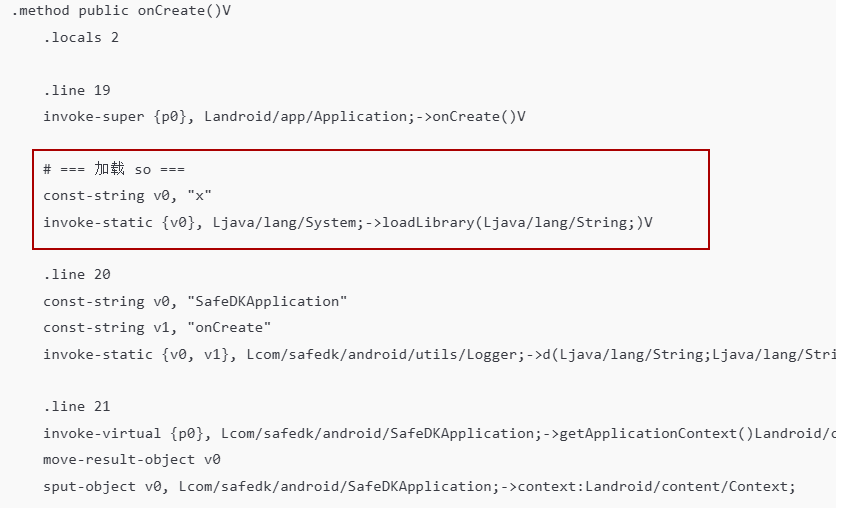 .method public onCreate()V
.locals 2
.line 19
invoke-super {p0}, Landroid/app/Application;->onCreate()V
# === 加载 so ===
const-string v0, "x"
invoke-static {v0}, Ljava/lang/System;->loadLibrary(Ljava/lang/String;)V
.line 20
const-string v0, "SafeDKApplication"
const-string v1, "onCreate"
invoke-static {v0, v1}, Lcom/safedk/android/utils/Logger;->d(Ljava/lang/String;Ljava/lang/Stri
.line 21
invoke-virtual {p0}, Lcom/safedk/android/SafeDKApplication;->getApplicationContext()Landroid/c
move-result-object v0
sput-object v0, Lcom/safedk/android/SafeDKApplication;->context:Landroid/content/Context;